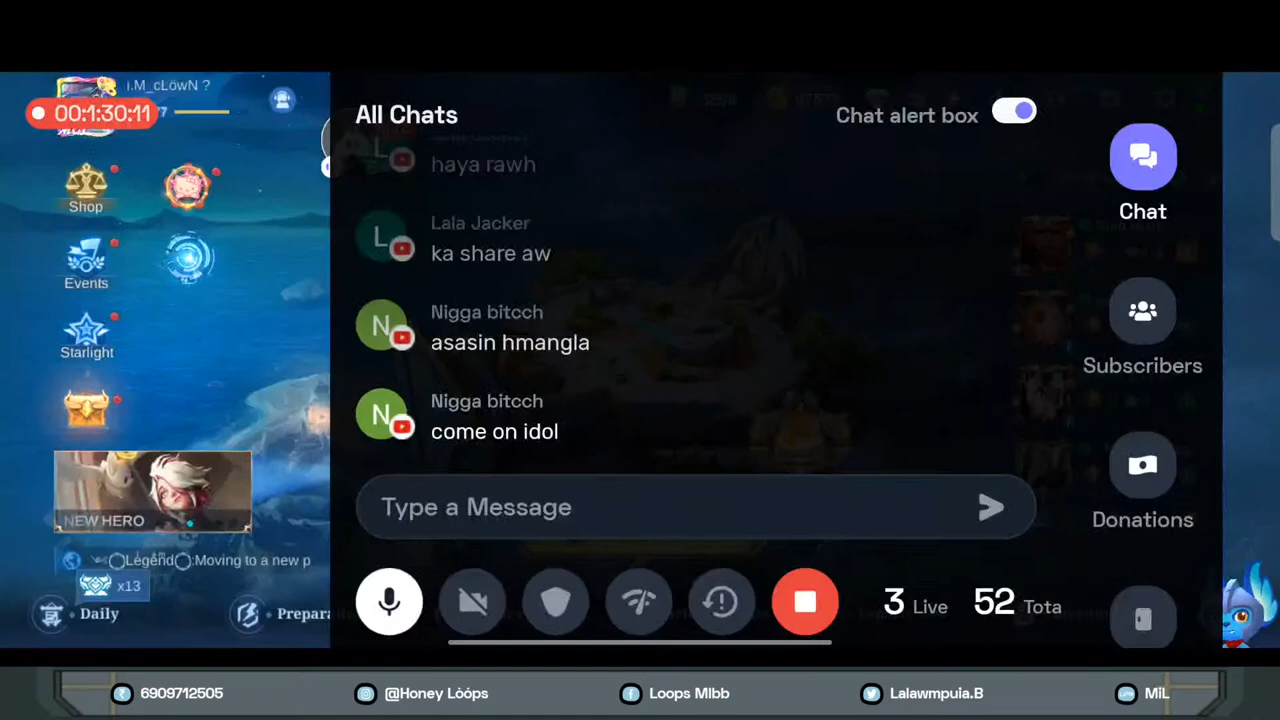 i.M_cLöwN ?
00:1:30:11
All Chats
Chat alert box
haya rawh
Chat
Shop
Lala Jacker
ka share aw
Events
Nigga bitcch
asasin hmangla
Subscribers
Starlight
Nigga bitcch
come on idol
Type a Message
NEW HERO
Donations
◯Legend◯:Moving to a new p
x13
Daily
Prepara
3 Live 52 Tota
6909712505
@Honey Lòóps
Loops Mlbb
Lalawmpuia.B
MiL